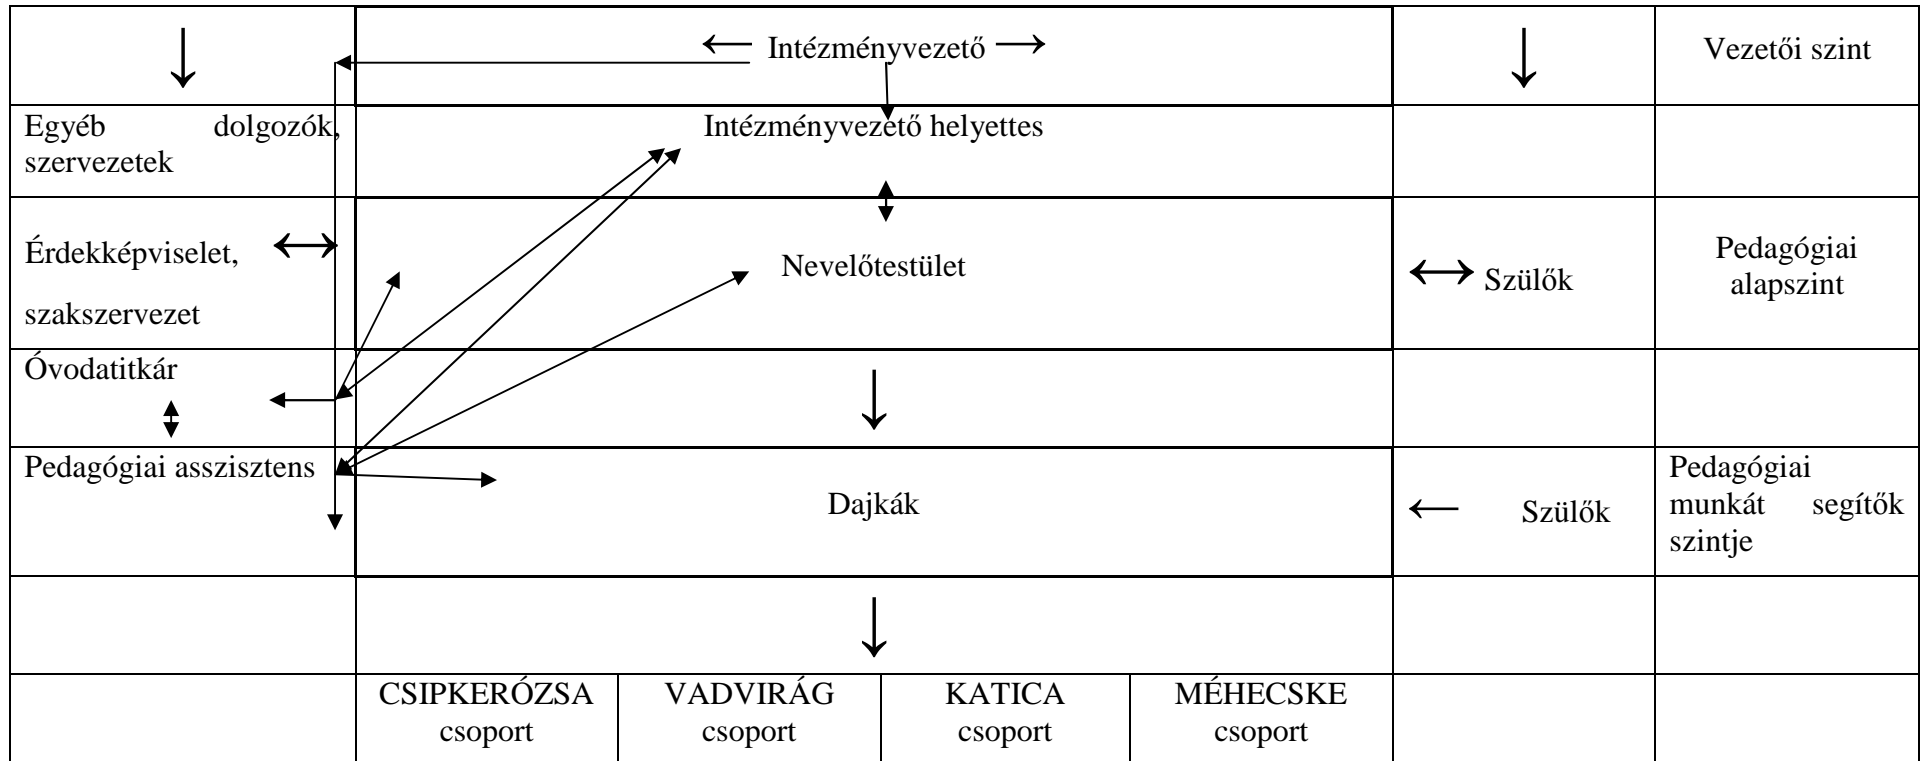 ← Intézményvezető →
Vezetői szint
Egyéb dolgozók,
szervezetek
Intézményvezető helyettes
Érdekképviselet,
szakszervezet
Nevelőtestület
Szülők
Pedagógiai
alapszint
Óvodatitkár
Pedagógiai asszisztens
Dajkák
Szülők
Pedagógiai
munkát segítők
szintje
CSIPKERÓZSA
csoport
VADVIRÁG
csoport
KATICA
csoport
MÉHECSKE
csoport